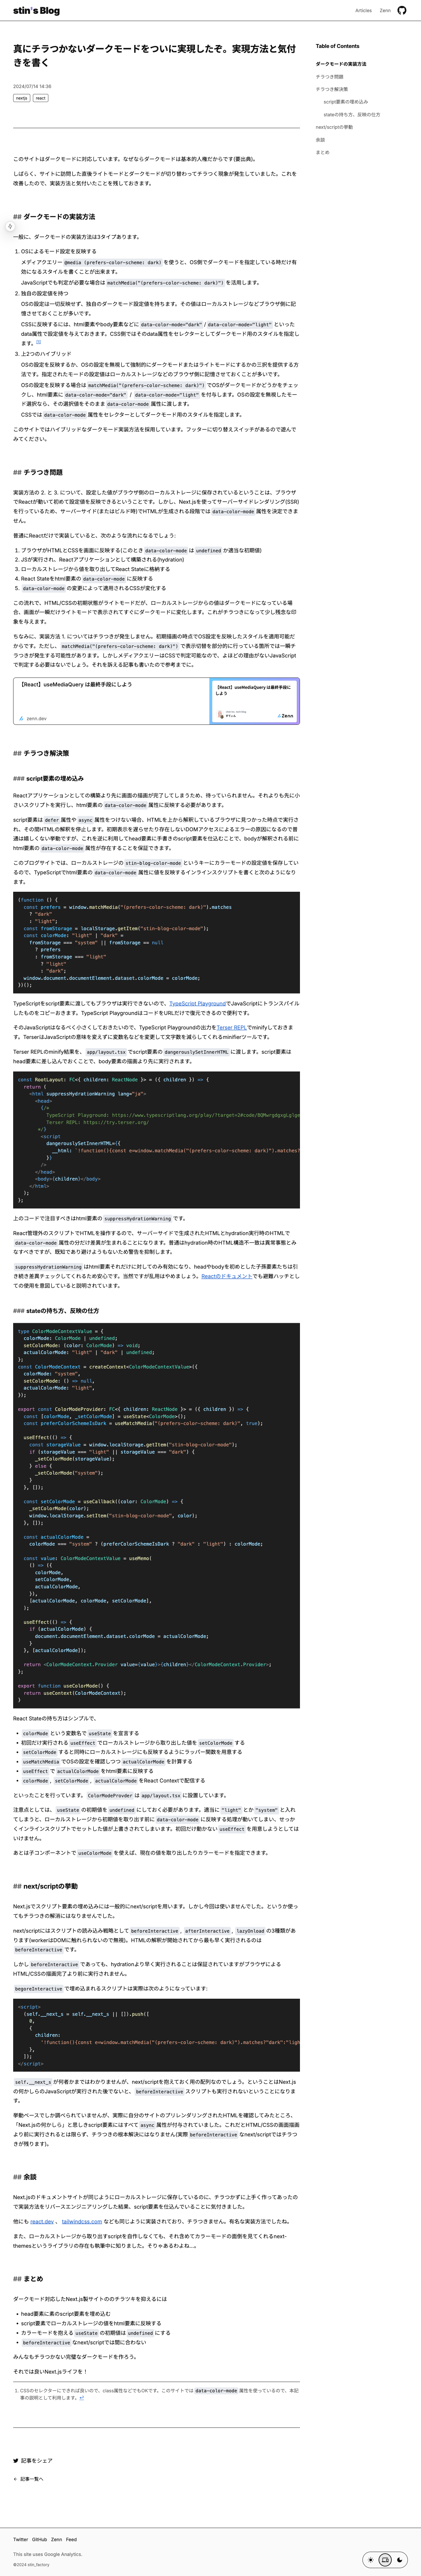 stin's Blog
Articles
Zenn
真にチラつかないダークモードをついに実現したぞ。実現方法と気付
きを書く
2024/07/14 14:36
nextjs
react
Table of Contents
ダークモードの実装方法
チラつき問題
チラつき解決策
script要素の埋め込み
stateの持ち方、反映の仕方
next/scriptの挙動
余談
まとめ
このサイトはダークモードに対応しています。なぜならダークモードは基本的人権だからです(要出典)。
しばらく、サイトに訪問した直後ライトモードとダークモードが切り替わってチラつく現象が発生していました。これを
改善したので、実装方法と気付いたことを残しておきます。
## ダークモードの実装方法
一般に、ダークモードの実装方法は3タイプあります。
1. OSによるモード設定を反映する
メディアクエリー @media (prefers-color-scheme: dark) を使うと、OS側でダークモードを指定している時だけ有
効になるスタイルを書くことが出来ます。
JavaScriptでも判定が必要な場合は matchMedia("(prefers-color-scheme: dark)") を活用します。
2. 独自の設定値を持つ
OSの設定は一切反映せず、独自のダークモード設定値を持ちます。その値はローカルストレージなどブラウザ側に記
憶させておくことが多いです。
CSSに反映するには、html要素やbody要素などに data-color-mode="dark" / data-color-mode="light" といった
data属性で設定値を与えておきます。CSS側ではそのdata属性をセレクターとしてダークモード用のスタイルを指定し
ます。[1]
3. 上2つのハイブリッド
OSの設定を反映するか、OSの設定を無視して強制的にダークモードまたはライトモードにするかの三択を提供する方
法です。指定されたモードの設定値はローカルストレージなどのブラウザ側に記憶させておくことが多いです。
OSの設定を反映する場合は matchMedia("(prefers-color-scheme: dark)") でOSがダークモードかどうかをチェッ
クし、html要素に data-color-mode="dark" / data-color-mode="light" を付与します。OSの設定を無視したモー
ド選択なら、その選択値をそのまま data-color-mode 属性に渡します。
CSSでは data-color-mode 属性をセレクターとしてダークモード用のスタイルを指定します。
このサイトではハイブリッドなダークモード実装方法を採用しています。フッターに切り替えスイッチがあるので遊んで
みてください。
## チラつき問題
実装方法の 2. と 3. について、設定した値がブラウザ側のローカルストレージに保存されているということは、ブラウザ
でReactが動いて初めて設定値を反映できるということです。しかし、Next.jsを使ってサーバーサイドレンダリング(SSR)
を行っているため、サーバーサイド(またはビルド時)でHTMLが生成される段階では data-color-mode 属性を決定できま
せん。
普通にReactだけで実装していると、次のような流れになるでしょう:
1. ブラウザがHTMLとCSSを画面に反映する(このとき data-color-mode は undefined か適当な初期値)
2. JSが実行され、Reactアプリケーションとして構築される(hydration)
3. ローカルストレージから値を取り出してReact Stateに格納する
4. React Stateをhtml要素の data-color-mode に反映する
5. data-color-mode の変更によって適用されるCSSが変化する
この流れで、HTML/CSSの初期状態がライトモードだが、ローカルストレージからの値はダークモードになっている場
合、画面が一瞬だけライトモードで表示されてすぐにダークモードに変化します。これがチラつきになって少し残念な印
象です。
ちなみに、実装方法 1. についてはチラつきが発生しません。初期描画の時点でOS設定を反映したスタイルを適用可能だ
からです。ただし、 matchMedia("(prefers-color-scheme: dark)") で表示切替を部分的に行っている箇所では一瞬チ
ラつきが発生する可能性があります。しかしメディアクエリーはCSSで判定可能なので、よほどの理由がないJavaScript
で判定する必要はないでしょう。それを訴える記事も書いたので参考までに。
【React】useMediaQuery は最終手段にしよう
zenn.dev
【React】useMediaQuery は最終手段に
しよう
Zenn
## チラつき解決策
### script要素の埋め込み
Reactアプリケーションとしての構築より先に画面の描画が完了してしまうため、待っていられません。それよりも先に小
さいスクリプトを実行し、html要素の data-color-mode 属性に反映する必要があります。
script要素は defer 属性や async 属性をつけない場合、HTMLを上から解析しているブラウザに見つかった時点で実行さ
れ、その間HTMLの解析を停止します。初期表示を遅らせたり存在しないDOMアクセスによるエラーの原因になるので普
通は嬉しくない挙動ですが、これを逆に利用してhead要素に手書きのscript要素を仕込むことで、bodyが解析される前に
html要素の data-color-mode 属性が存在することを保証できます。
このブログサイトでは、ローカルストレージの stin-blog-color-mode というキーにカラーモードの設定値を保存してい
るので、TypeScriptでhtml要素の data-color-mode 属性に値を反映するインラインスクリプトを書くと次のようになり
ます。
(function () {
const prefers = window.matchMedia("(prefers-color-scheme: dark)").matches
? "dark"
: "light";
const fromStorage = localStorage.getItem("stin-blog-color-mode");
const colorMode: "light" | "dark" =
fromStorage === "system" || fromStorage == null
? prefers
: fromStorage === "light"
? "light"
: "dark";
window.document.documentElement.dataset.colorMode = colorMode;
})();
TypeScriptをscript要素に渡してもブラウザは実行できないので、TypeScript PlaygroundでJavaScriptにトランスパイル
したものをコピーしておきます。TypeScript PlaygroundはコードをURLだけで復元できるので便利です。
そのJavaScriptはなるべく小さくしておきたいので、TypeScript Playgroundの出力をTerser REPLでminifyしておきま
す。TerserはJavaScriptの意味を変えずに変数名などを変更して文字数を減らしてくれるminifierツールです。
Terser REPLのminify結果を、 app/layout.tsx でscript要素の dangerouslySetInnerHTML に渡します。script要素は
head要素に差し込んでおくことで、body要素の描画より先に実行されます。
const RootLayout: FC<{ children: ReactNode }> = ({ children }) => {
return (
<html suppressHydrationWarning lang="ja">
<head>
{/*
Terser REPL: https://try.terser.org/
*/}
<script
dangerouslySetInnerHTML={{
}}
/>
</head>
<body>{children}</body>
</html>
);
};
上のコードで注目すべきはhtml要素の suppressHydrationWarning です。
React管理外のスクリプトでHTMLを操作するので、サーバーサイドで生成されたHTMLとhydration実行時のHTMLで
data-color-mode 属性の分だけ差異が生まれることになります。普通はhydration時のHTML構造不一致は異常事態とみ
なすべきですが、既知であり避けようもないため警告を抑制します。
suppressHydrationWarning はhtml要素それだけに対してのみ有効になり、headやbodyを初めとした子孫要素たちは引
き続き差異チェックしてくれるため安心です。当然ですが乱用はやめましょう。Reactのドキュメントでも避難ハッチとし
ての使用を意図していると説明されています。
### stateの持ち方、反映の仕方
type ColorModeContextValue = {
colorMode: ColorMode | undefined;
setColorMode: (color: ColorMode) => void;
actualColorMode: "light" | "dark" | undefined;
};
const ColorModeContext = createContext<ColorModeContextValue>({
colorMode: "system",
setColorMode: () => null,
actualColorMode: "light",
});
export const ColorModeProvider: FC<{ children: ReactNode }> = ({ children }) => {
const [colorMode, _setColorMode] = useState<ColorMode>();
const preferColorSchemeIsDark = useMatchMedia("(prefers-color-scheme: dark)", true);
useEffect(() => {
const storageValue = window.localStorage.getItem("stin-blog-color-mode");
if (storageValue === "light" || storageValue === "dark") {
_setColorMode(storageValue);
} else {
_setColorMode("system");
}
}, []);
const setColorMode = useCallback((color: ColorMode) => {
_setColorMode(color);
window.localStorage.setItem("stin-blog-color-mode", color);
}, []);
const actualColorMode =
colorMode === "system" ? (preferColorSchemeIsDark ? "dark" : "light") : colorMode;
const value: ColorModeContextValue = useMemo(
() => ({
colorMode,
setColorMode,
actualColorMode,
}),
[actualColorMode, colorMode, setColorMode],
);
useEffect(() => {
if (actualColorMode) {
document.documentElement.dataset.colorMode = actualColorMode;
}
}, [actualColorMode]);
return <ColorModeContext.Provider value={value}>{children}</ColorModeContext.Provider>;
};
export function useColorMode() {
return useContext(ColorModeContext);
}
React Stateの持ち方はシンプルで、
• colorMode という変数名で useState を宣言する
• 初回だけ実行される useEffect でローカルストレージから取り出した値を setColorMode する
• setColorMode すると同時にローカルストレージにも反映するようにラッパー関数を用意する
• useMatchMedia でOSの設定を確認しつつ actualColorMode を計算する
• useEffect で actualColorMode をhtml要素に反映する
• colorMode , setColorMode , actualColorMode をReact Contextで配信する
といったことを行っています。 ColorModeProvider は app/layout.tsx に設置しています。
注意点としては、 useState の初期値を undefined にしておく必要があります。適当に "light" とか "system" と入れ
てしまうと、ローカルストレージから初期値を取り出す前に data-color-mode に反映する処理が動いてしまい、せっか
くインラインスクリプトでセットした値が上書きされてしまいます。初回だけ動かない useEffect を用意しようとしては
いけません。
あとは子コンポーネントで useColorMode を使えば、現在の値を取り出したりカラーモードを指定できます。
## next/scriptの挙動
Next.jsでスクリプト要素の埋め込みには一般的にnext/scriptを用います。しかし今回は使いませんでした。というか使っ
てもチラつきの解消にはなりませんでした。
next/scriptにはスクリプトの読み込み戦略として beforeInteractive , afterInteractive , lazyOnload の3種類があ
ります(workerはDOMに触れられないので無視)。HTMLの解析が開始されてから最も早く実行されるのは
beforeInteractive です。
しかし beforeInteractive であっても、hydrationより早く実行されることは保証されていますがブラウザによる
HTML/CSSの描画完了より前に実行されません。
begoreInteractive で埋め込まれるスクリプトは実際は次のようになっています:
<script>
(self.__next_s = self.__next_s || []).push([
0,
{
children:
'!function(){const e=window.matchMedia("(prefers-color-scheme: dark)").matches?"dark":"ligh
},
]);
</script>
self.__next_s が何者かまではわかりませんが、next/scriptを抱えておく用の配列なのでしょう。ということはNext.js
の何かしらのJavaScriptが実行された後でないと、 beforeInteractive スクリプトも実行されないということになりま
す。
挙動ベースでしか調べられていませんが、実際に自分のサイトのプリレンダリングされたHTMLを確認してみたところ、
「Next.jsの何かしら」と思しきscript要素にはすべて async 属性が付与されていました。これだとHTML/CSSの画面描画
より前に実行されるとは限らず、チラつきの根本解決にはなりません(実際 beforeInteractive なnext/scriptではチラつ
きが残ります)。
## 余談
Next.jsのドキュメントサイトが同じようにローカルストレージに保存しているのに、チラつかずに上手く作ってあったの
で実装方法をリバースエンジニアリングした結果、script要素を仕込んでいることに気付きました。
他にも react.dev 、 tailwindcss.com なども同じように実装されており、チラつきません。有名な実装方法でしたね。
また、ローカルストレージから取り出すscriptを自作しなくても、それ含めてカラーモードの面倒を見てくれるnext-
themesというライブラリの存在も執筆中に知りました。そりゃあるわよね...。
## まとめ
ダークモード対応したNext.js製サイトののチラツキを抑えるには
• head要素に素のscript要素を埋め込む
• script要素でローカルストレージの値をhtml要素に反映する
• カラーモードを抱える useState の初期値は undefined にする
• beforeInteractive なnext/scriptでは間に合わない
みんなもチラつかない完璧なダークモードを作ろう。
それでは良いNext.jsライフを！
1. CSSのセレクターにできれば良いので、class属性などでもOKです。このサイトでは data-color-mode 属性を使っているので、本記
事の説明として利用します。↩
記事をシェア
← 記事一覧へ
Twitter
GitHub
Zenn
Feed
This site uses Google Analytics.
©2024 stin_factory